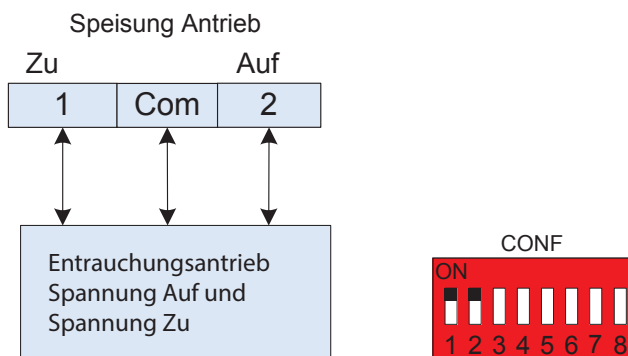 Speisung Antrieb
Zu Auf
1 Com 2
Entrauchungsantrieb
Spannung Auf und
Spannung Zu
CONF
ON
1 2 3 4 5 6 7 8